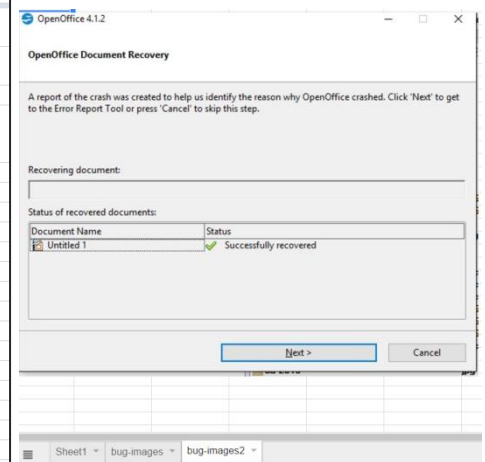 OpenOffice 4.1.2
OpenOffice Document Recovery
A report of the crash was created to help us identify the reason why OpenOffice crashed. Click 'Next' to get
to the Error Report Tool or press 'Cancel' to skip this step.
Recovering document:
Status of recovered documents:
Document Name Status
Untitled 1 Successfully recovered
Next > Cancel
Sheet1 bug-images bug-images2